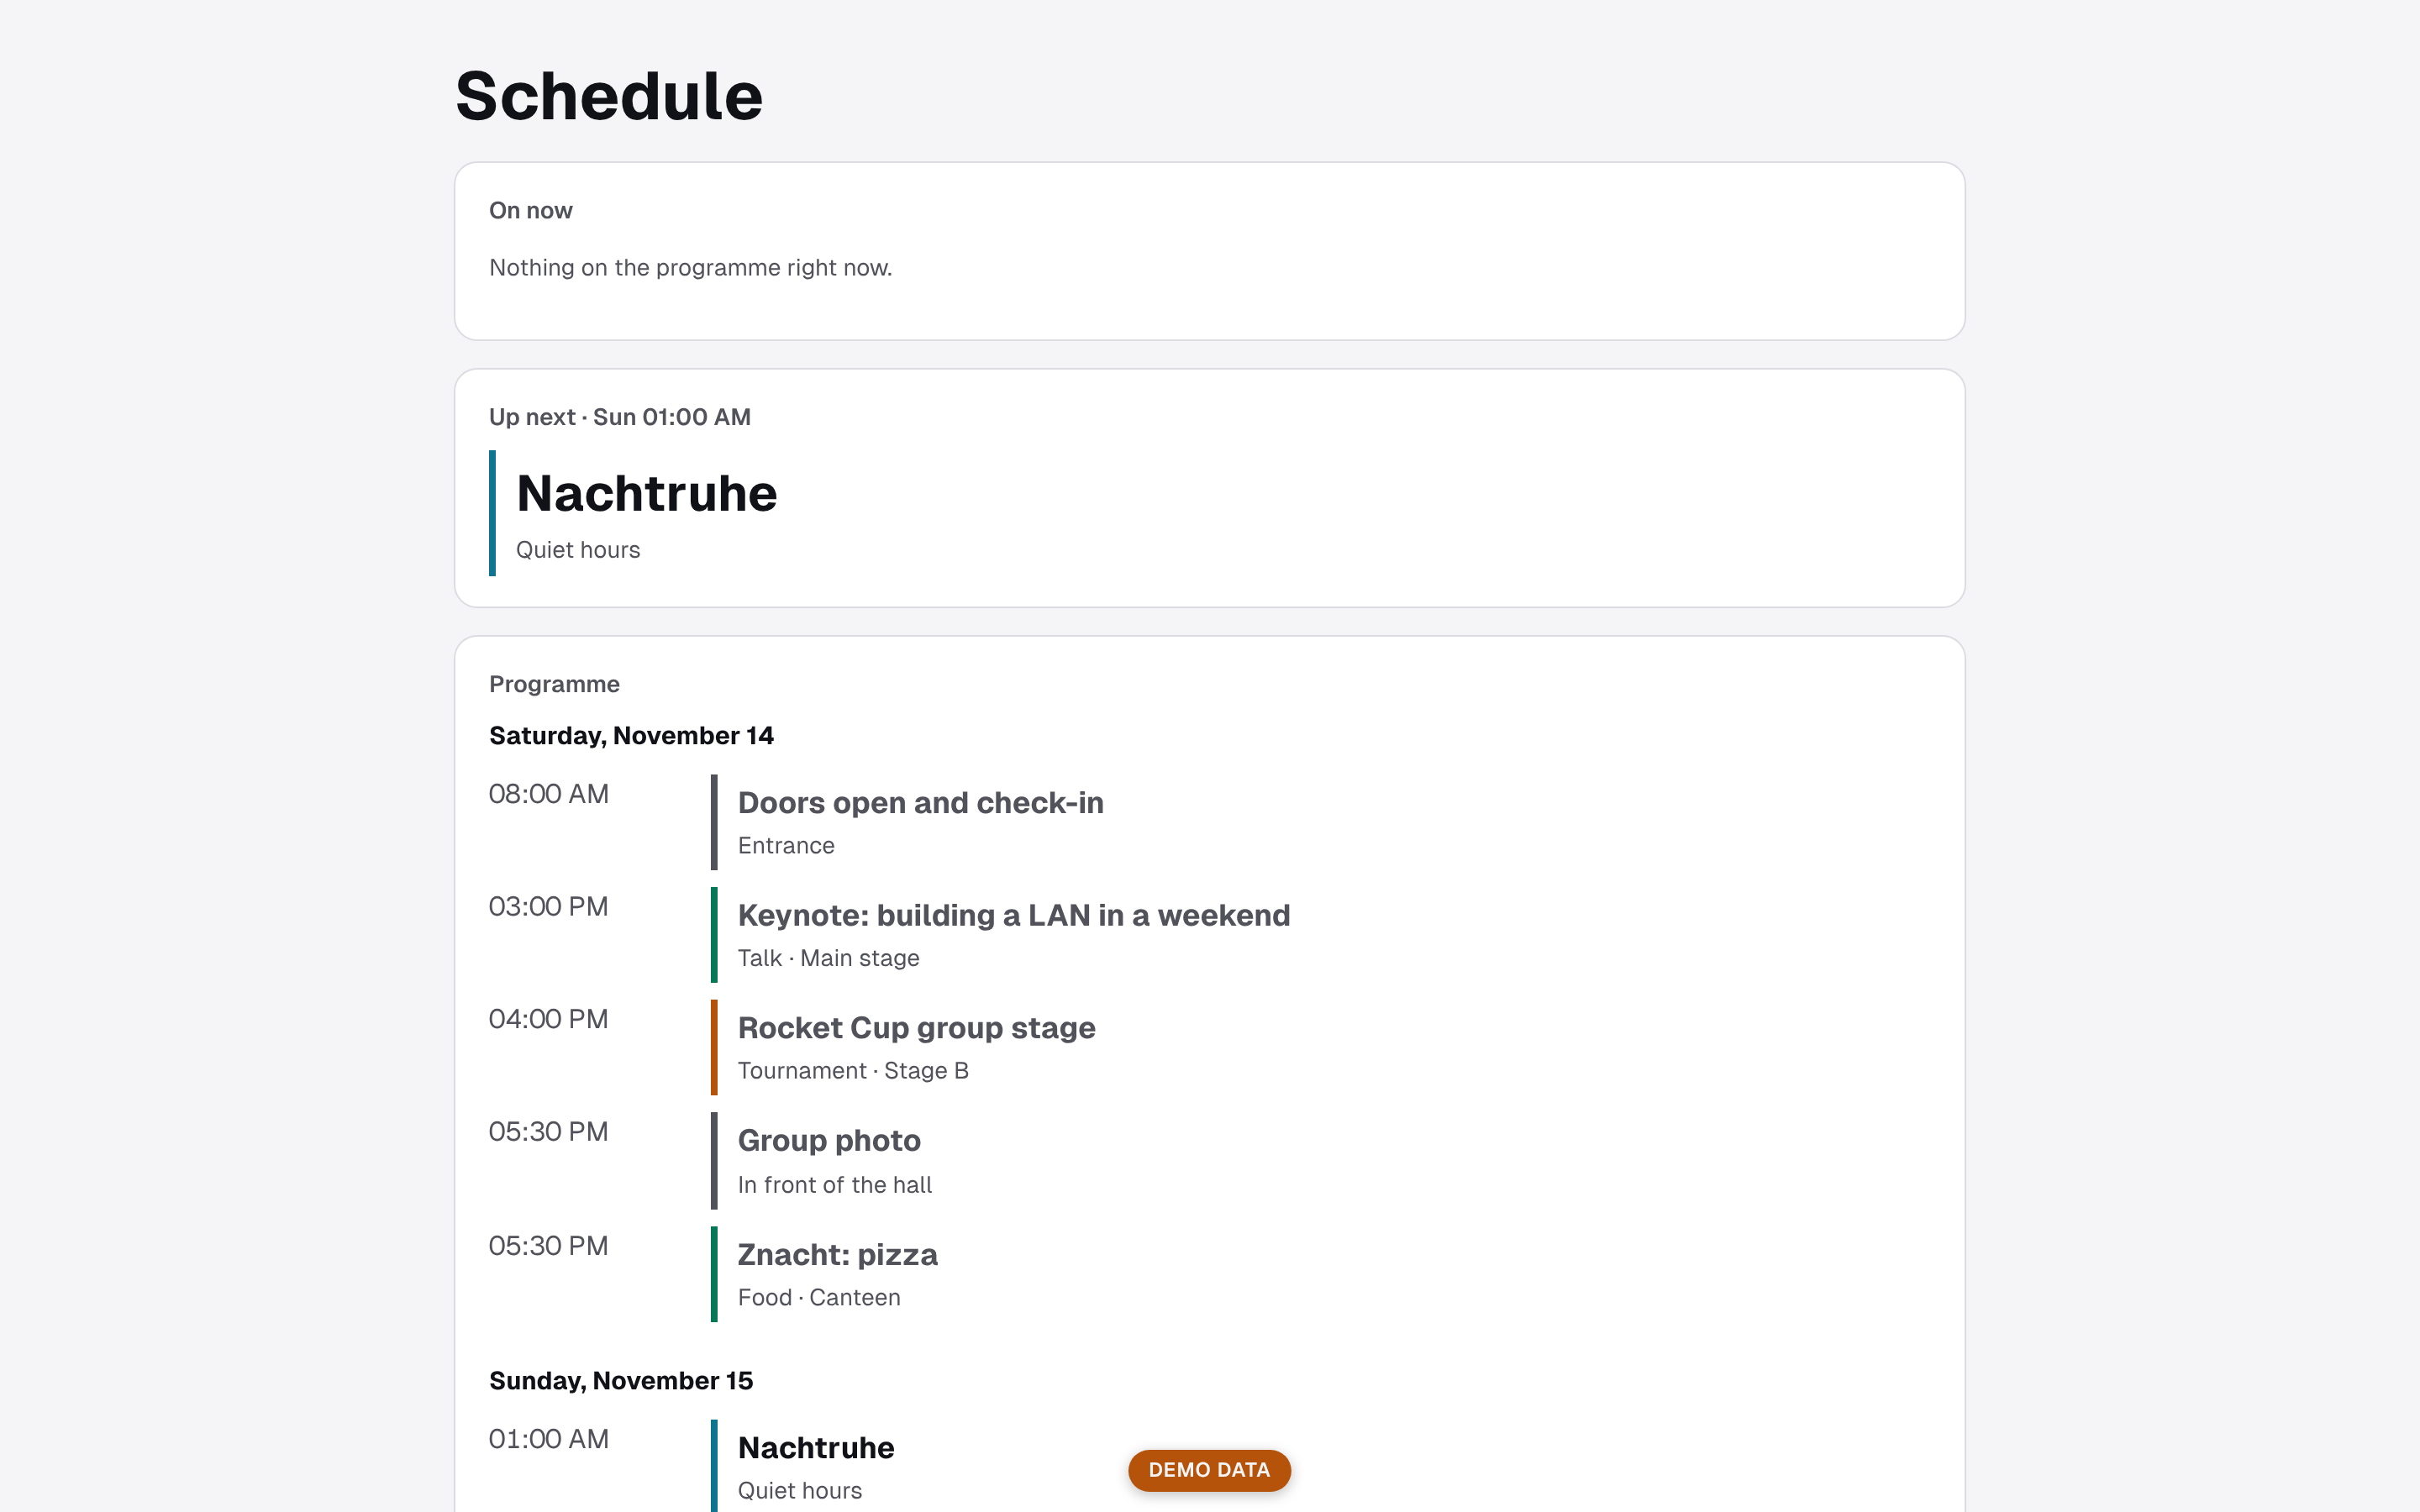 Schedule
On now
Nothing on the programme right now.
Up next · Sun 01:00 AM
Nachtruhe
Quiet hours
Programme
Saturday, November 14
08:00 AM
Doors open and check-in
Entrance
03:00 PM
Keynote: building a LAN in a weekend
Talk · Main stage
04:00 PM
Rocket Cup group stage
Tournament · Stage B
05:30 PM
Group photo
In front of the hall
05:30 PM
Znacht: pizza
Food · Canteen
Sunday, November 15
01:00 AM
Nachtruhe
Quiet hours
DEMO DATA